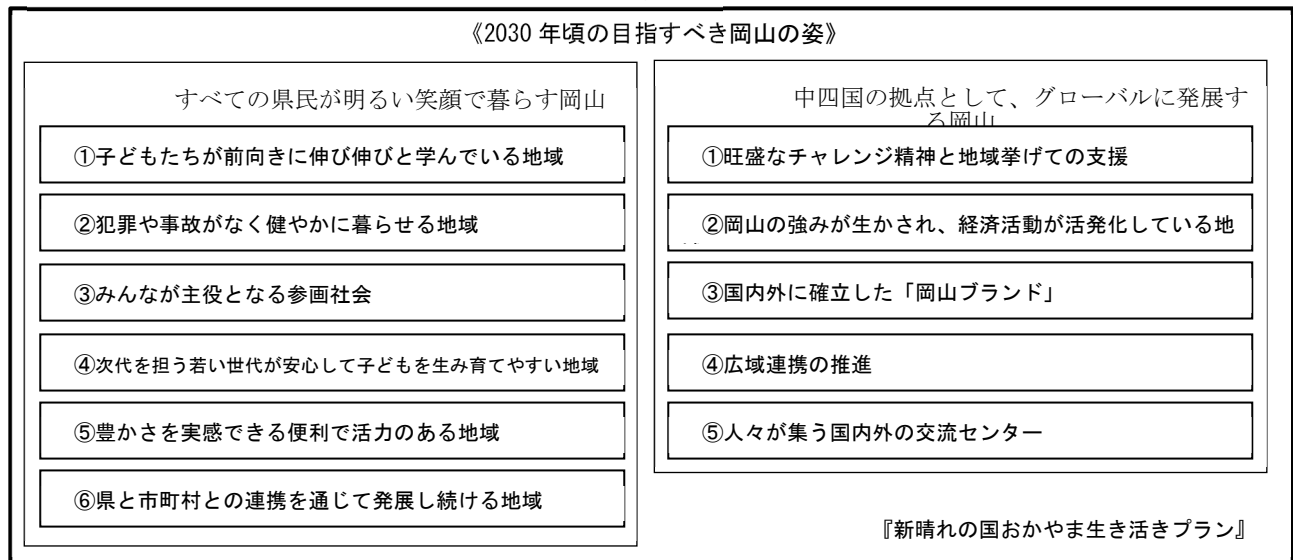 《2030 年頃の目指すべき岡山の姿》
すべての県民が明るい笑顔で暮らす岡山
①子どもたちが前向きに伸び伸びと学んでいる地域
②犯罪や事故がなく健やかに暮らせる地域
③みんなが主役となる参画社会
④次代を担う若い世代が安心して子どもを生み育てやすい地域
⑤豊かさを実感できる便利で活力のある地域
⑥県と市町村との連携を通じて発展し続ける地域
中四国の拠点として、グローバルに発展す
る岡山
①旺盛なチャレンジ精神と地域挙げての支援
②岡山の強みが生かされ、経済活動が活発化している地
③国内外に確立した「岡山ブランド」
④広域連携の推進
⑤人々が集う国内外の交流センター
『新晴れの国おかやま生き活きプラン』